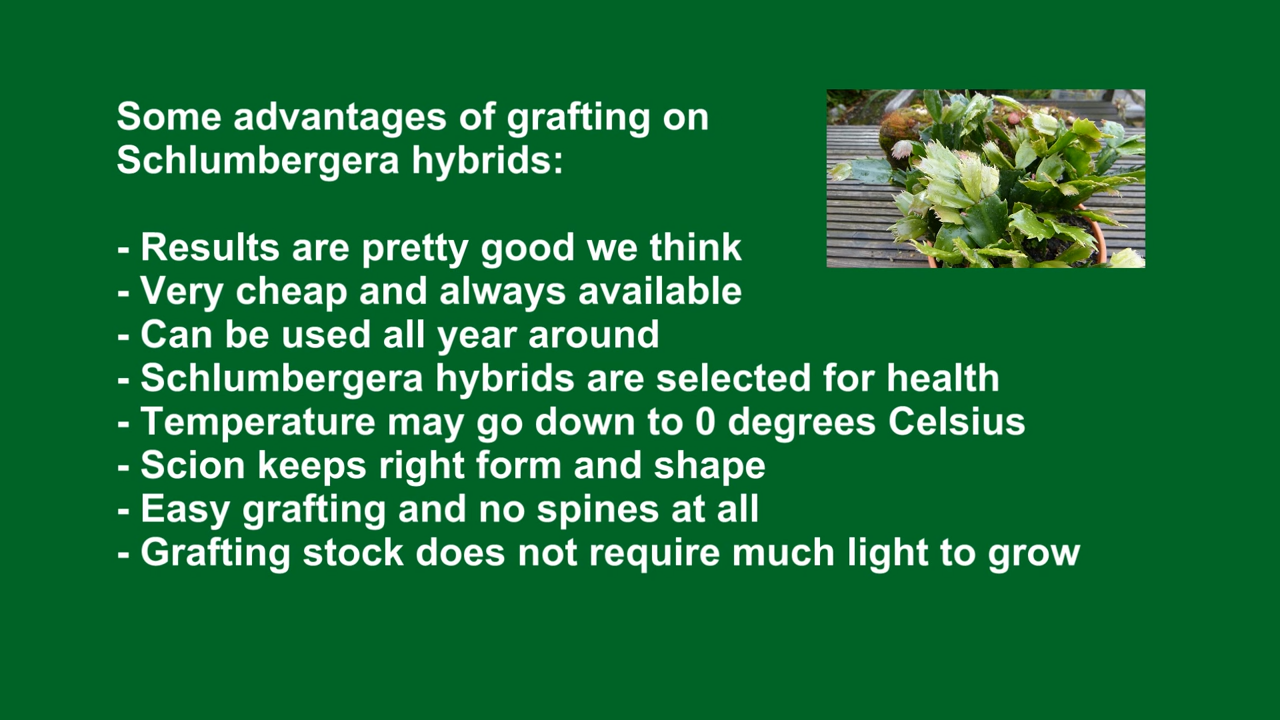 Some advantages of grafting on
Schlumbergera hybrids:
- Results are pretty good we think
- Very cheap and always available
- Can be used all year around
- Schlumbergera hybrids are selected for health
- Temperature may go down to 0 degrees Celsius
- Scion keeps right form and shape
- Easy grafting and no spines at all
- Grafting stock does not require much light to grow